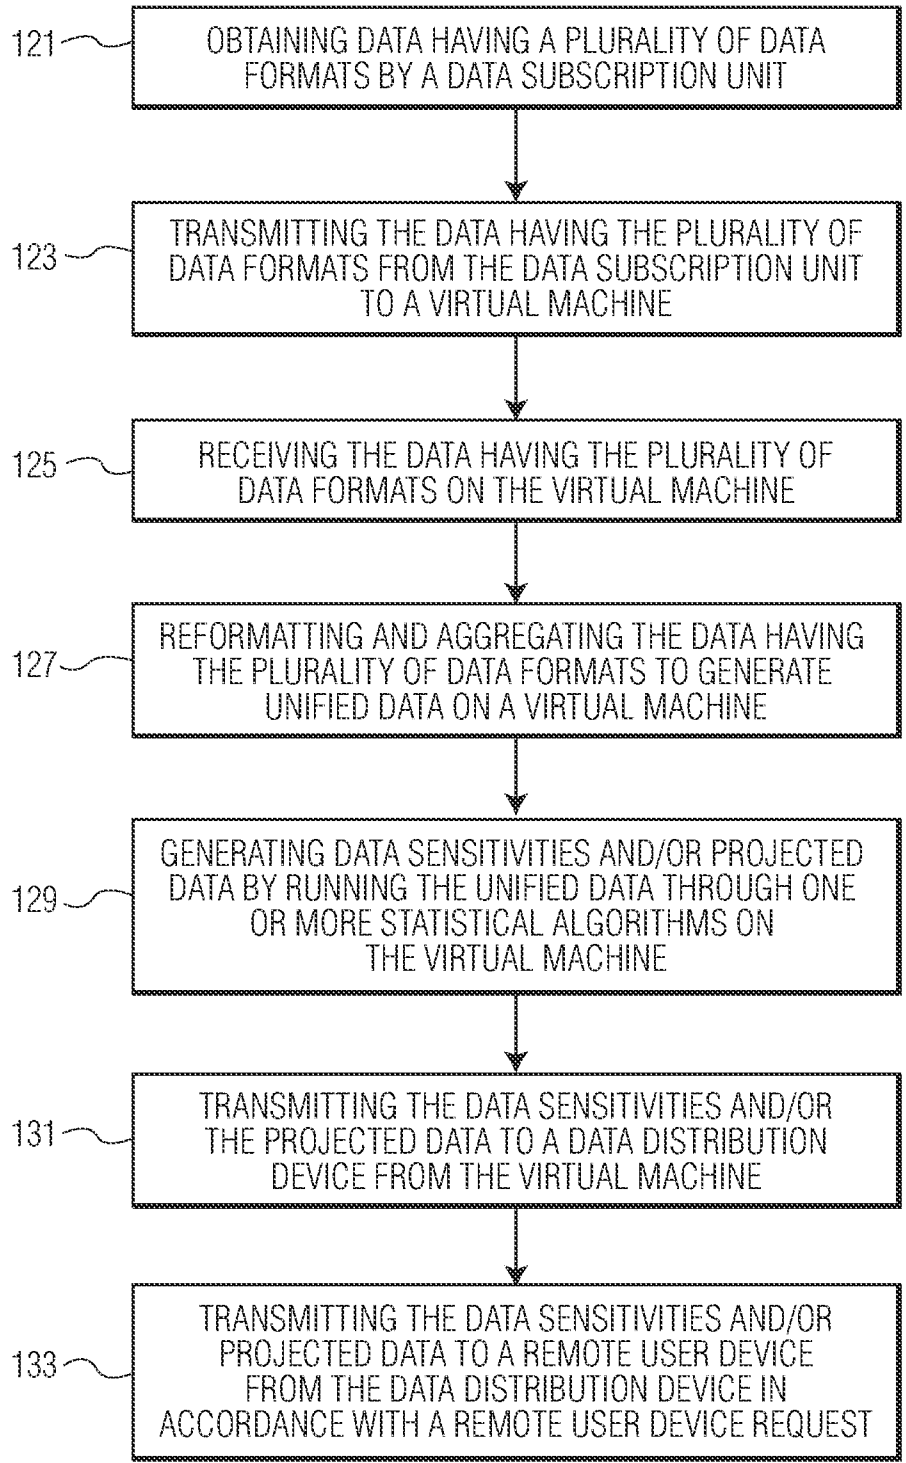 121
OBTAINING DATA HAVING A PLURALITY OF DATA
FORMATS BY A DATA SUBSCRIPTION UNIT
123
TRANSMITTING THE DATA HAVING THE PLURALITY OF
DATA FORMATS FROM THE DATA SUBSCRIPTION UNIT
TO A VIRTUAL MACHINE
125
RECEIVING THE DATA HAVING THE PLURALITY OF
DATA FORMATS ON THE VIRTUAL MACHINE
127
REFORMATTING AND AGGREGATING THE DATA HAVING
THE PLURALITY OF DATA FORMATS TO GENERATE
UNIFIED DATA ON A VIRTUAL MACHINE
129
GENERATING DATA SENSITIVITIES AND/OR PROJECTED
DATA BY RUNNING THE UNIFIED DATA THROUGH ONE
OR MORE STATISTICAL ALGORITHMS ON
THE VIRTUAL MACHINE
131
TRANSMITTING THE DATA SENSITIVITIES AND/OR
THE PROJECTED DATA TO A DATA DISTRIBUTION
DEVICE FROM THE VIRTUAL MACHINE
133
TRANSMITTING THE DATA SENSITIVITIES AND/OR
PROJECTED DATA TO A REMOTE USER DEVICE
FROM THE DATA DISTRIBUTION DEVICE IN
ACCORDANCE WITH A REMOTE USER DEVICE REQUEST